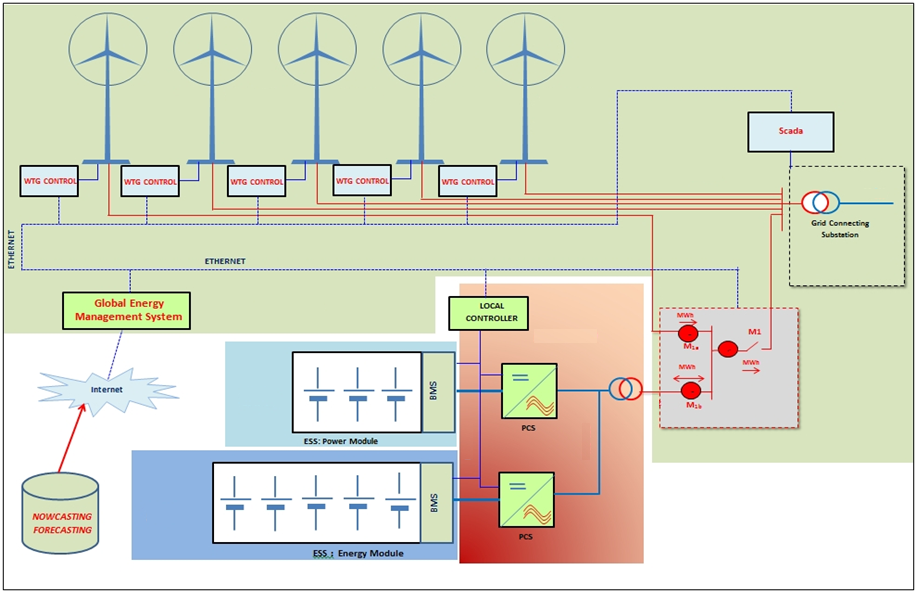 Scada
WTG CONTROL
WTG CONTROL
WTG CONTROL
WTG CONTROL
WTG CONTROL
Grid Connecting
Substation
ETHERNET
ETHERNET
Global Energy
Management System
LOCAL
CONTROLLER
MWh
M1a
M1
MWh
MWh
M1b
Internet
BMS
PCS
ESS: Power Module
NOWCASTING
FORECASTING
BMS
PCS
ESS : Energy Module